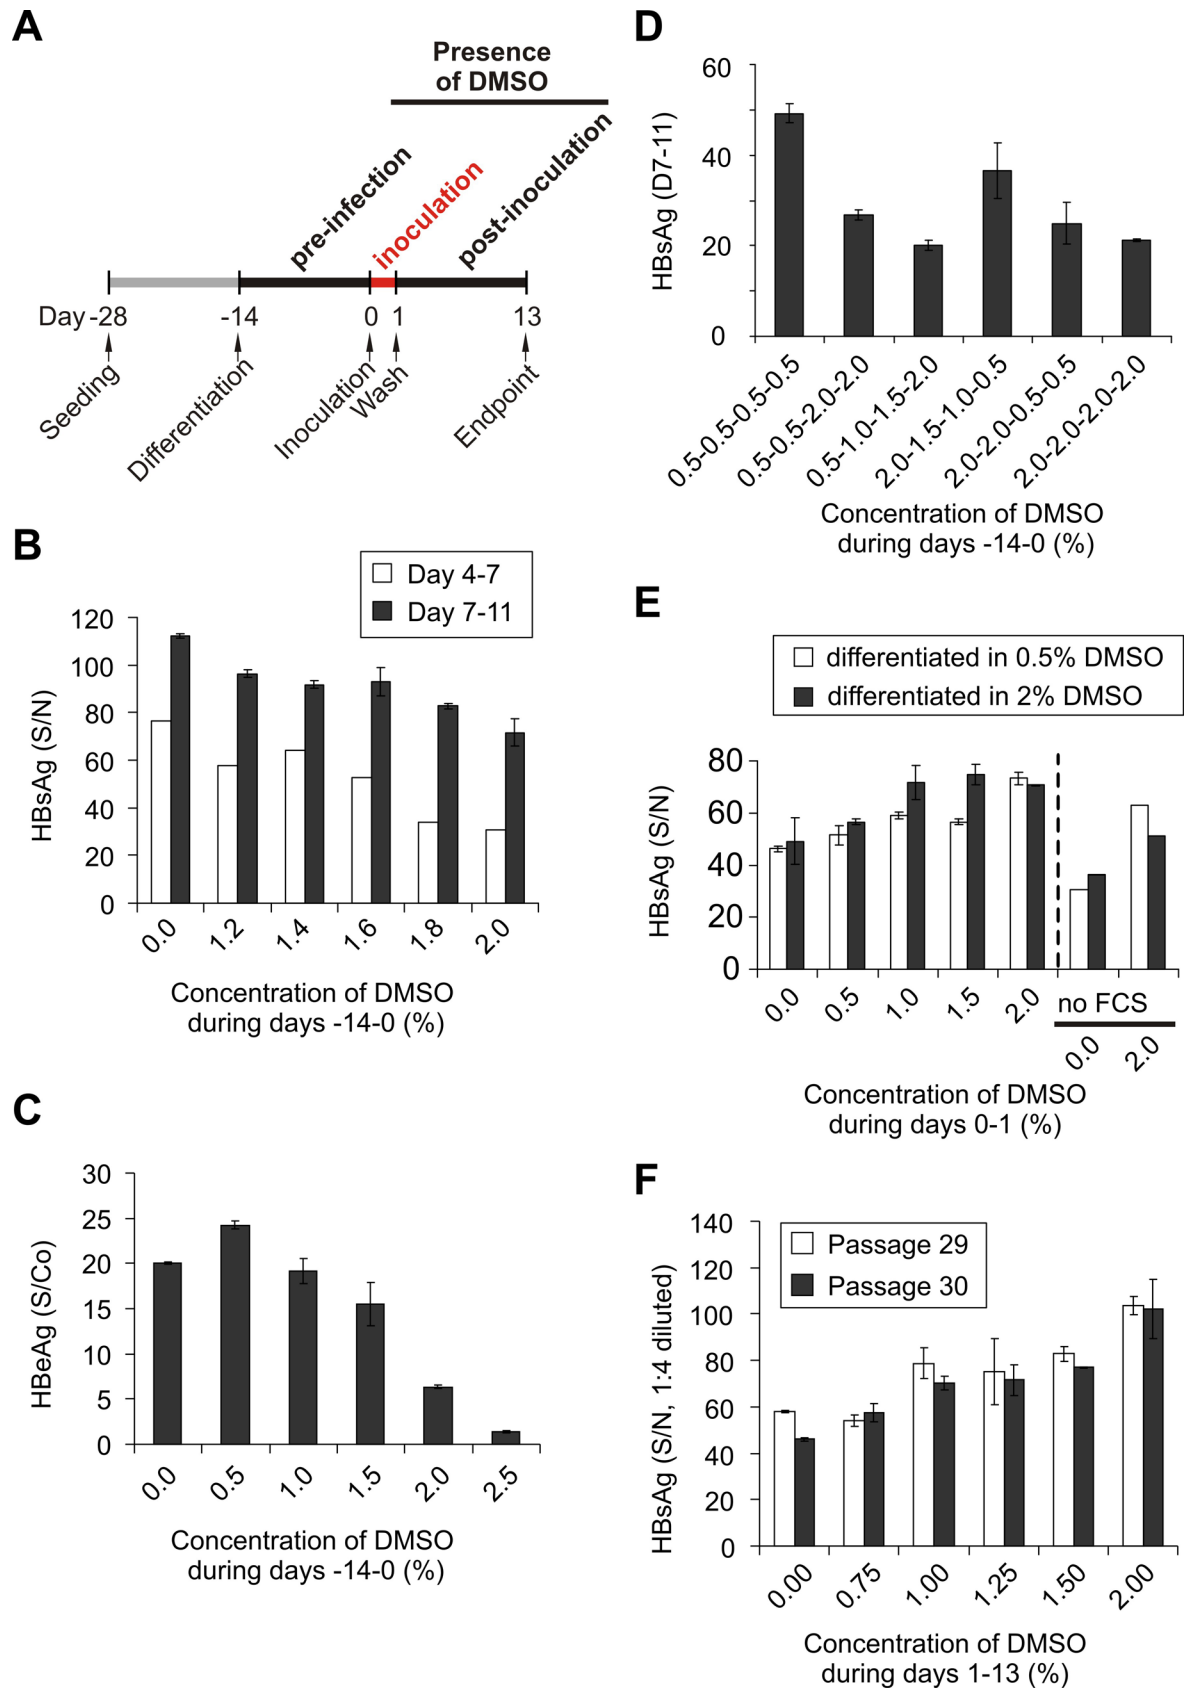 A
Presence
of DMSO
pre-infection
inoculation
post-inoculation
Day -28
-14
0
1
13
Seeding
Differentiation
Inoculation
Wash
Endpoint
B
Day 4-7
Day 7-11
HBsAg (S/N)
120
100
80
60
40
20
0
0.0
1.2
1.4
1.6
1.8
2.0
Concentration of DMSO
during days -14-0 (%)
C
HBeAg (S/Co)
30
25
20
15
10
5
0
0.0
0.5
1.0
1.5
2.0
2.5
Concentration of DMSO
during days -14-0 (%)
D
HBsAg (D7-11)
60
40
20
0
0.5-0.5-0.5-0.5
0.5-0.5-2.0-2.0
0.5-1.0-1.5-2.0
2.0-1.5-1.0-0.5
2.0-2.0-0.5-0.5
2.0-2.0-2.0-2.0
Concentration of DMSO
during days -14-0 (%)
E
differentiated in 0.5% DMSO
differentiated in 2% DMSO
HBsAg (S/N)
80
60
40
20
0
0.0
0.5
1.0
1.5
2.0
no FCS
0.0
2.0
Concentration of DMSO
during days 0-1 (%)
F
Passage 29
Passage 30
HBsAg (S/N, 1:4 diluted)
140
120
100
80
60
40
20
0
0.00
0.75
1.00
1.25
1.50
2.00
Concentration of DMSO
during days 1-13 (%)